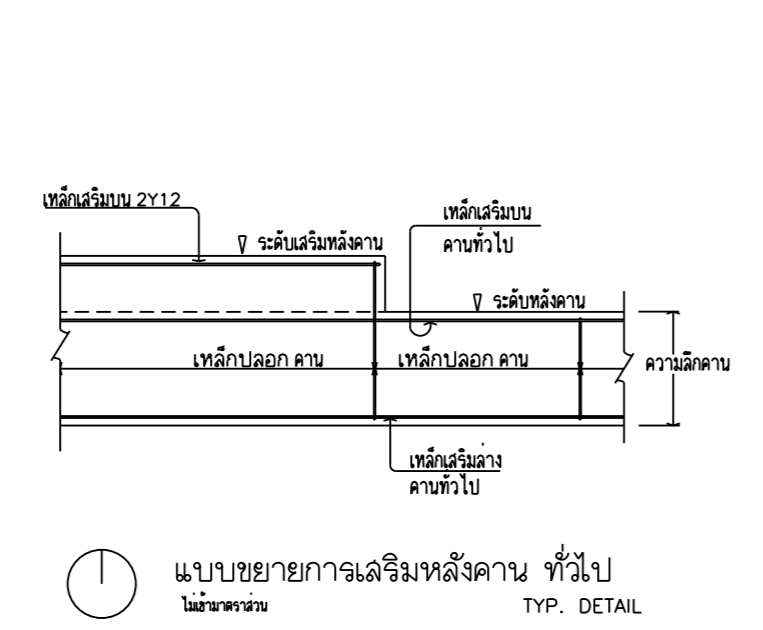 เหล็กเสริมบน 2Y12
เหล็กเสริมบน
คานทั่วไป
∇ ระดับเสริมหลังคาน
∇ ระดับหลังคาน
เหล็กปลอก คาน
เหล็กปลอก คาน
ความลึกคาน
เหล็กเสริมล่าง
คานทั่วไป
แบบขยายการเสริมหลังคาน ทั่วไป
ไม่เข้ามาตราส่วน
TYP. DETAIL